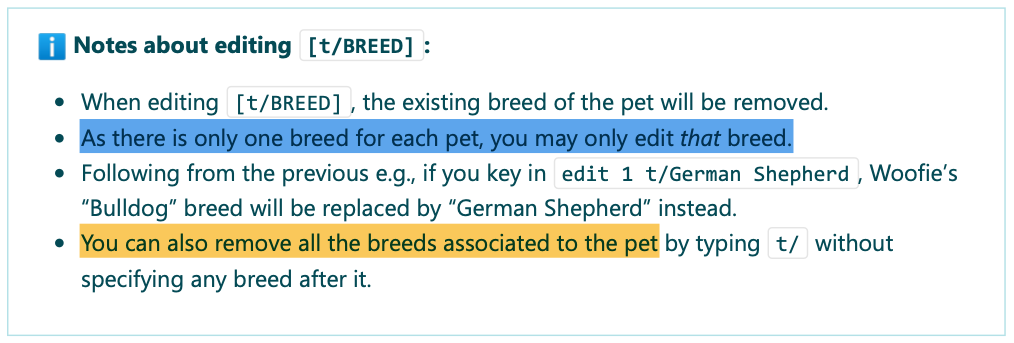 ℹ️ Notes about editing [t/BREED]:
• When editing [t/BREED], the existing breed of the pet will be removed.
• As there is only one breed for each pet, you may only edit that breed.
• Following from the previous e.g., if you key in edit 1 t/German Shepherd, Woofie’s
“Bulldog” breed will be replaced by “German Shepherd” instead.
• You can also remove all the breeds associated to the pet by typing t/ without
specifying any breed after it.